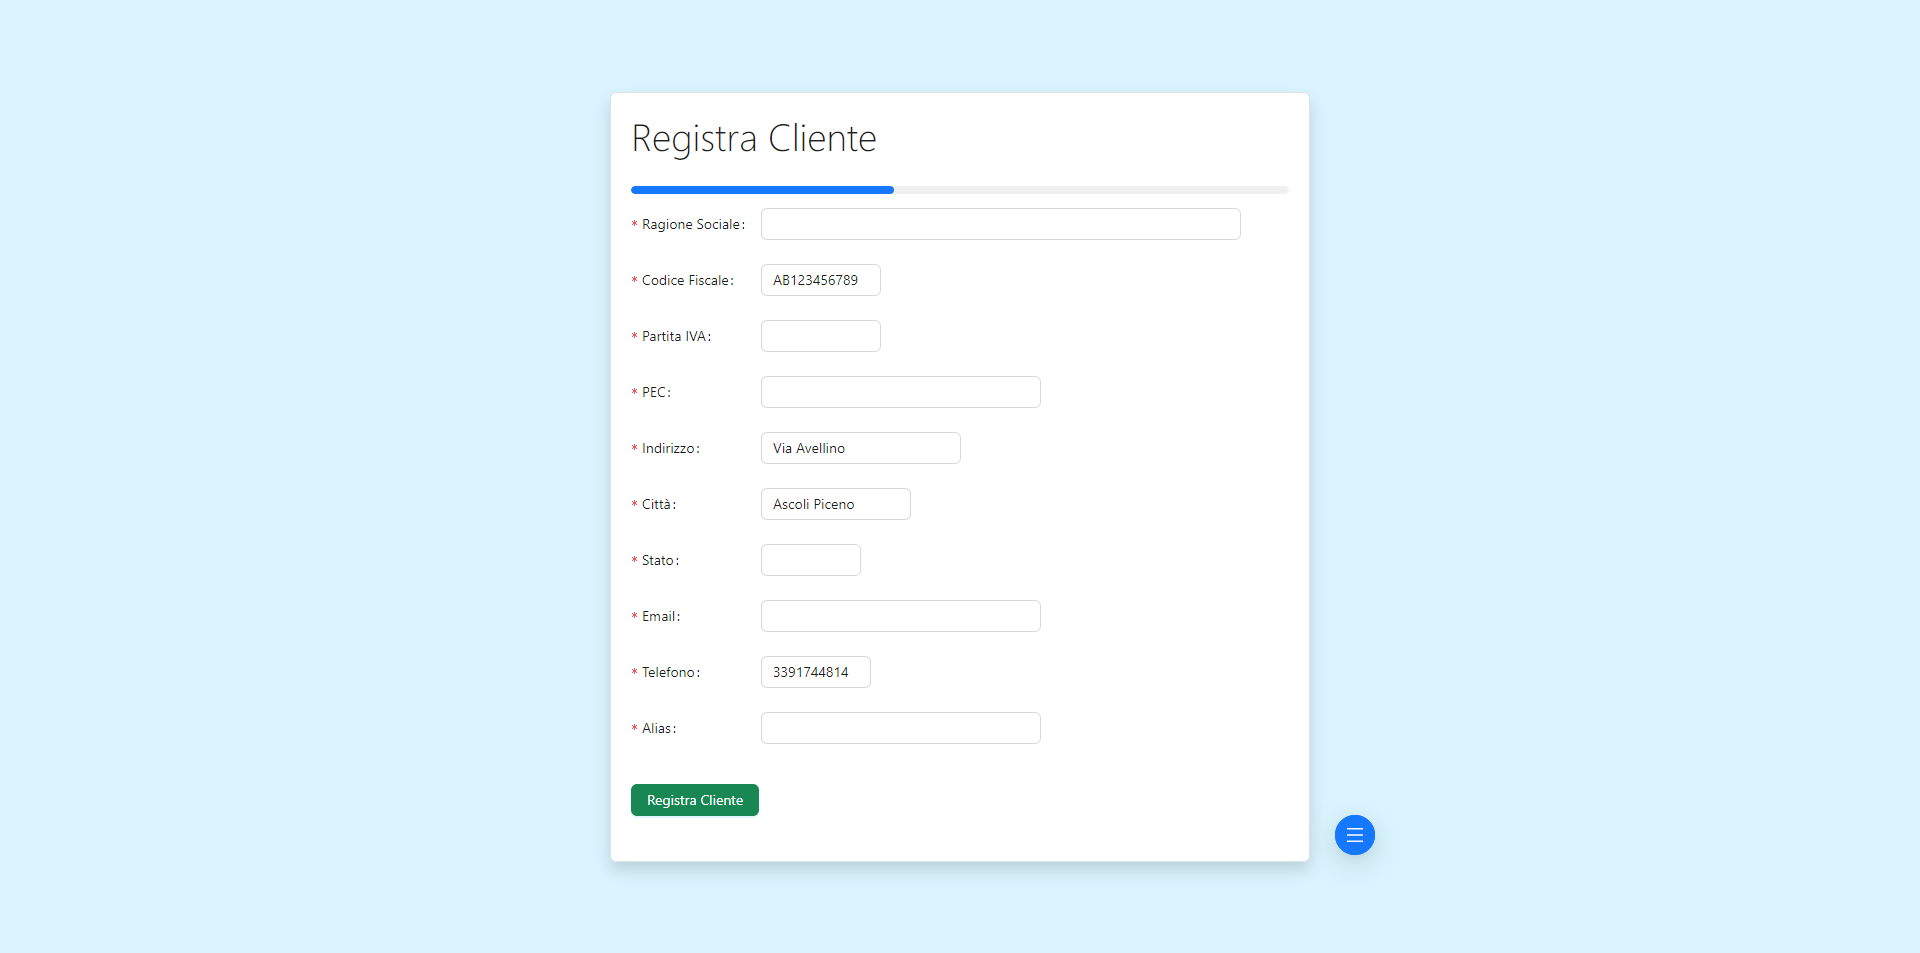 Registra Cliente
* Ragione Sociale:
* Codice Fiscale: AB123456789
* Partita IVA:
* PEC:
* Indirizzo: Via Avellino
* Città: Ascoli Piceno
* Stato:
* Email:
* Telefono: 3391744814
* Alias:
Registra Cliente